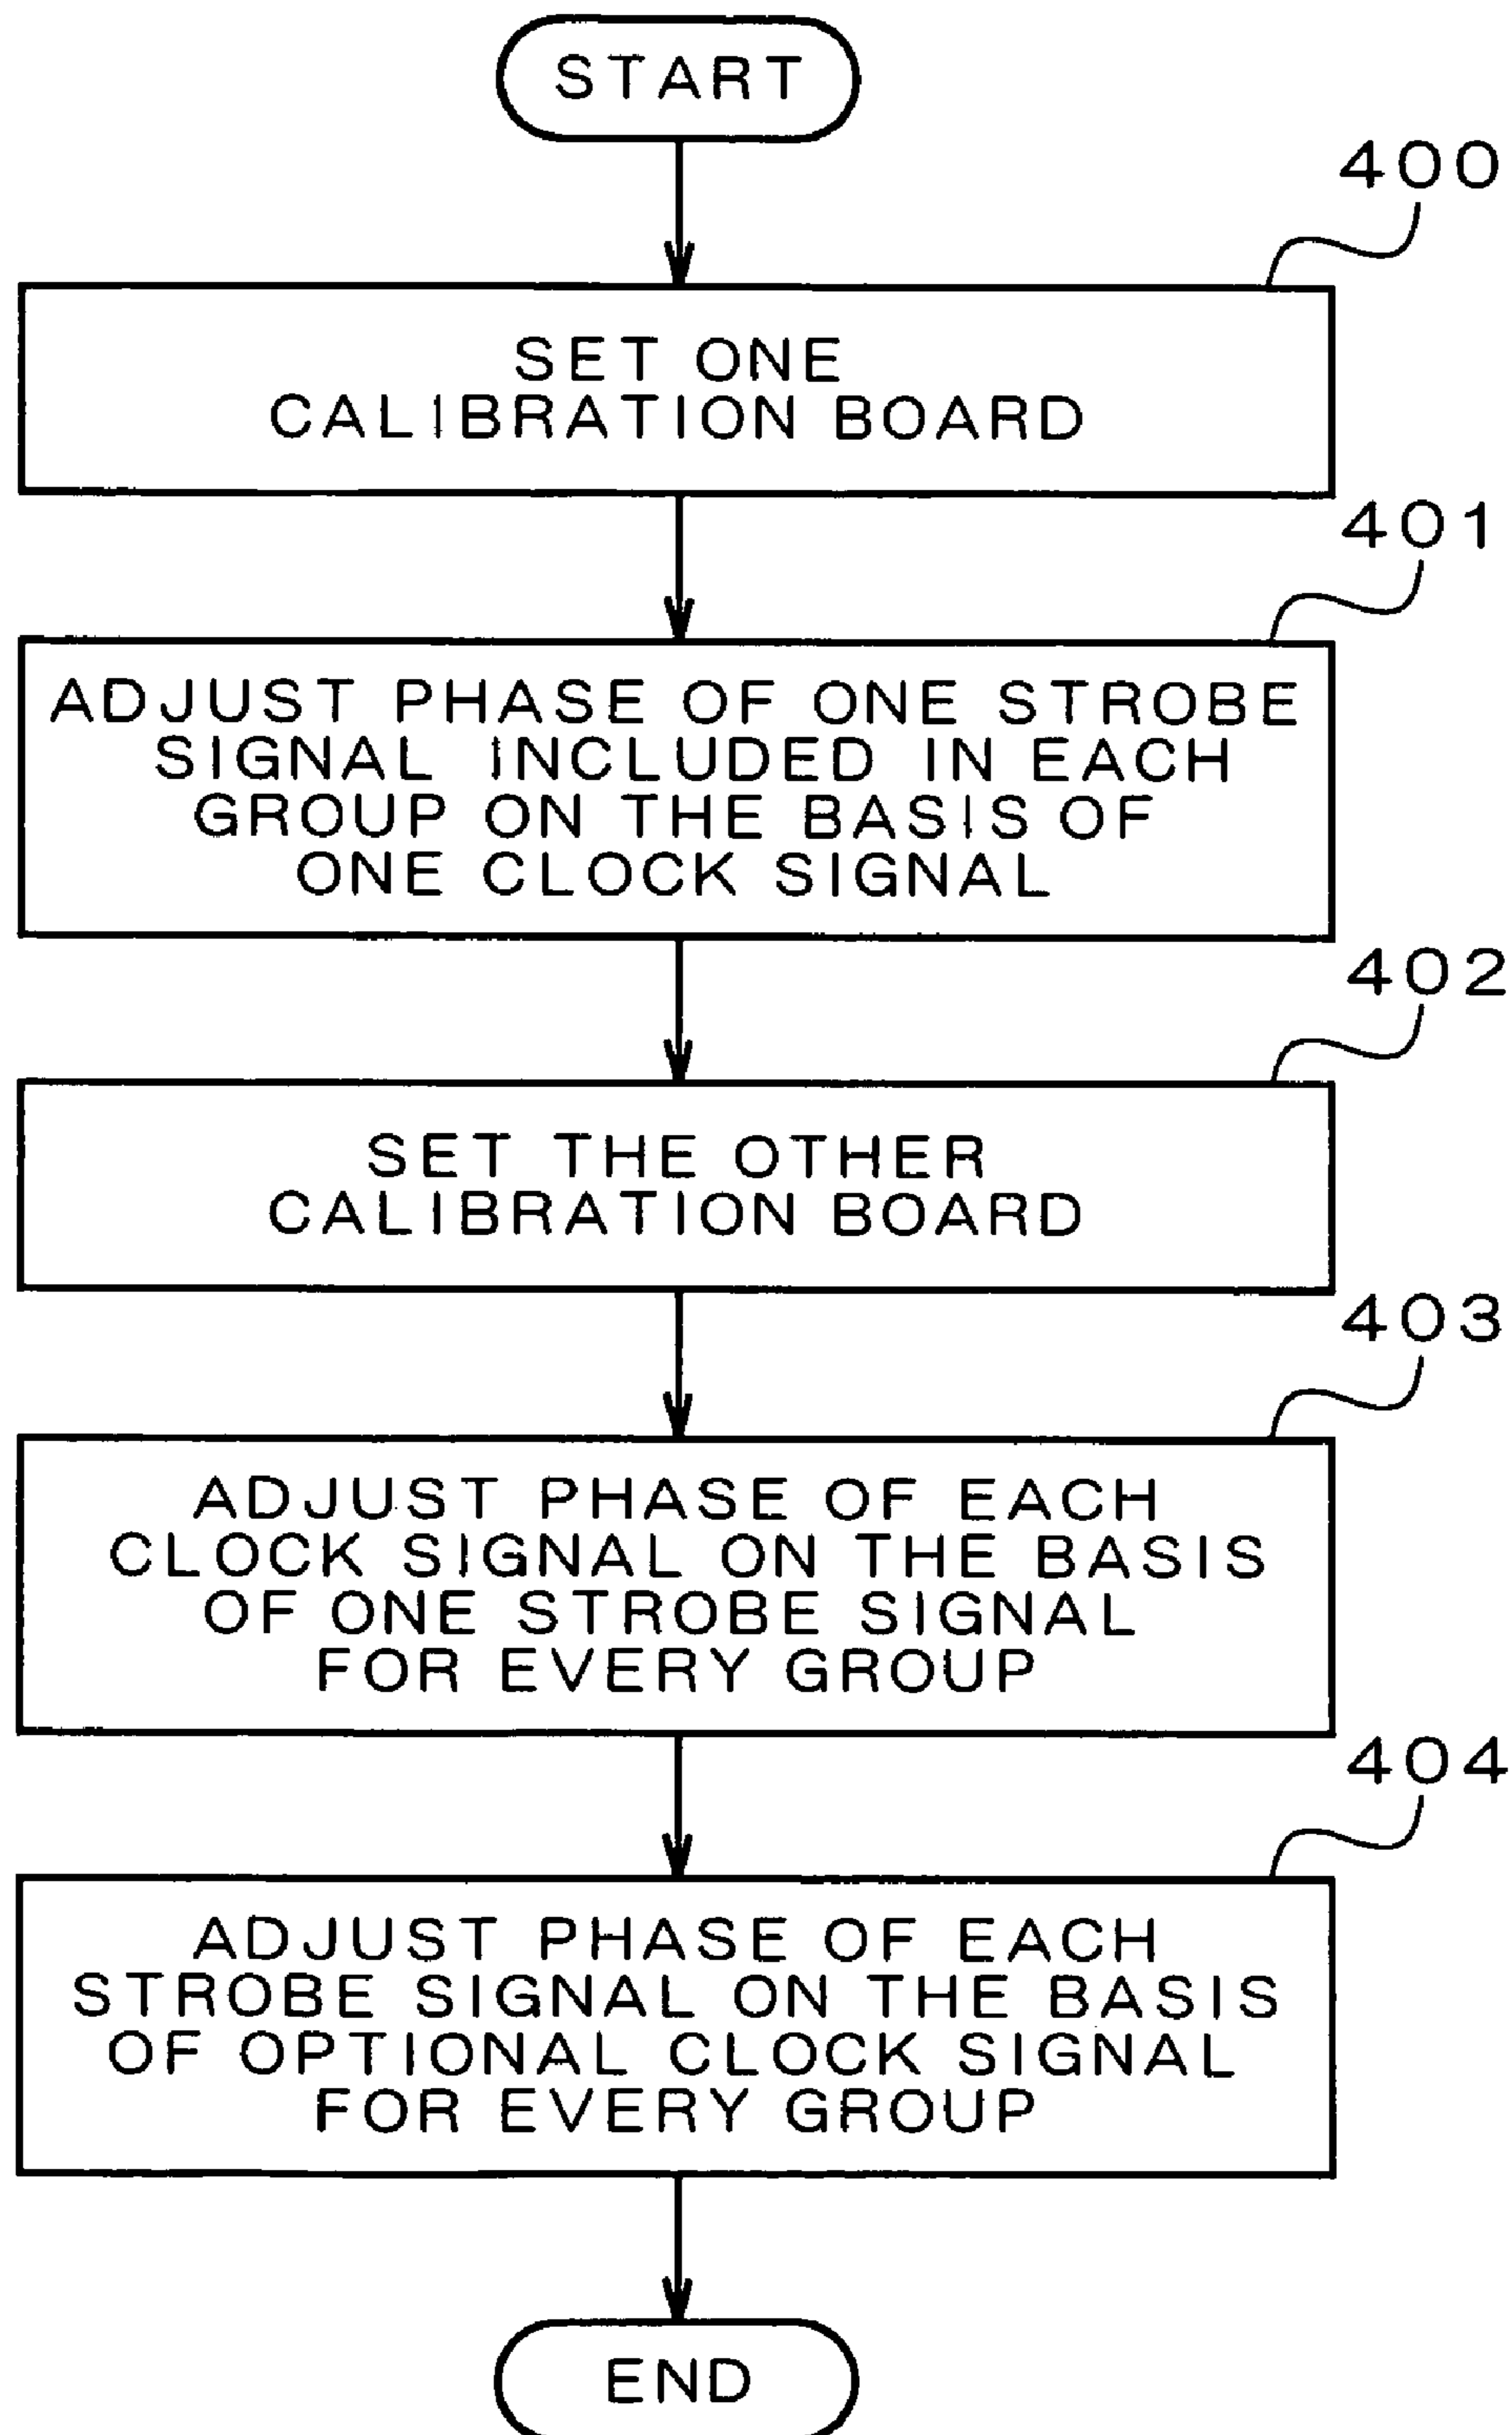 START
400
SET ONE
CALIBRATION BOARD
401
ADJUST PHASE OF ONE STROBE
SIGNAL INCLUDED IN EACH
GROUP ON THE BASIS OF
ONE CLOCK SIGNAL
402
SET THE OTHER
CALIBRATION BOARD
403
ADJUST PHASE OF EACH
CLOCK SIGNAL ON THE BASIS
OF ONE STROBE SIGNAL
FOR EVERY GROUP
404
ADJUST PHASE OF EACH
STROBE SIGNAL ON THE BASIS
OF OPTIONAL CLOCK SIGNAL
FOR EVERY GROUP
END